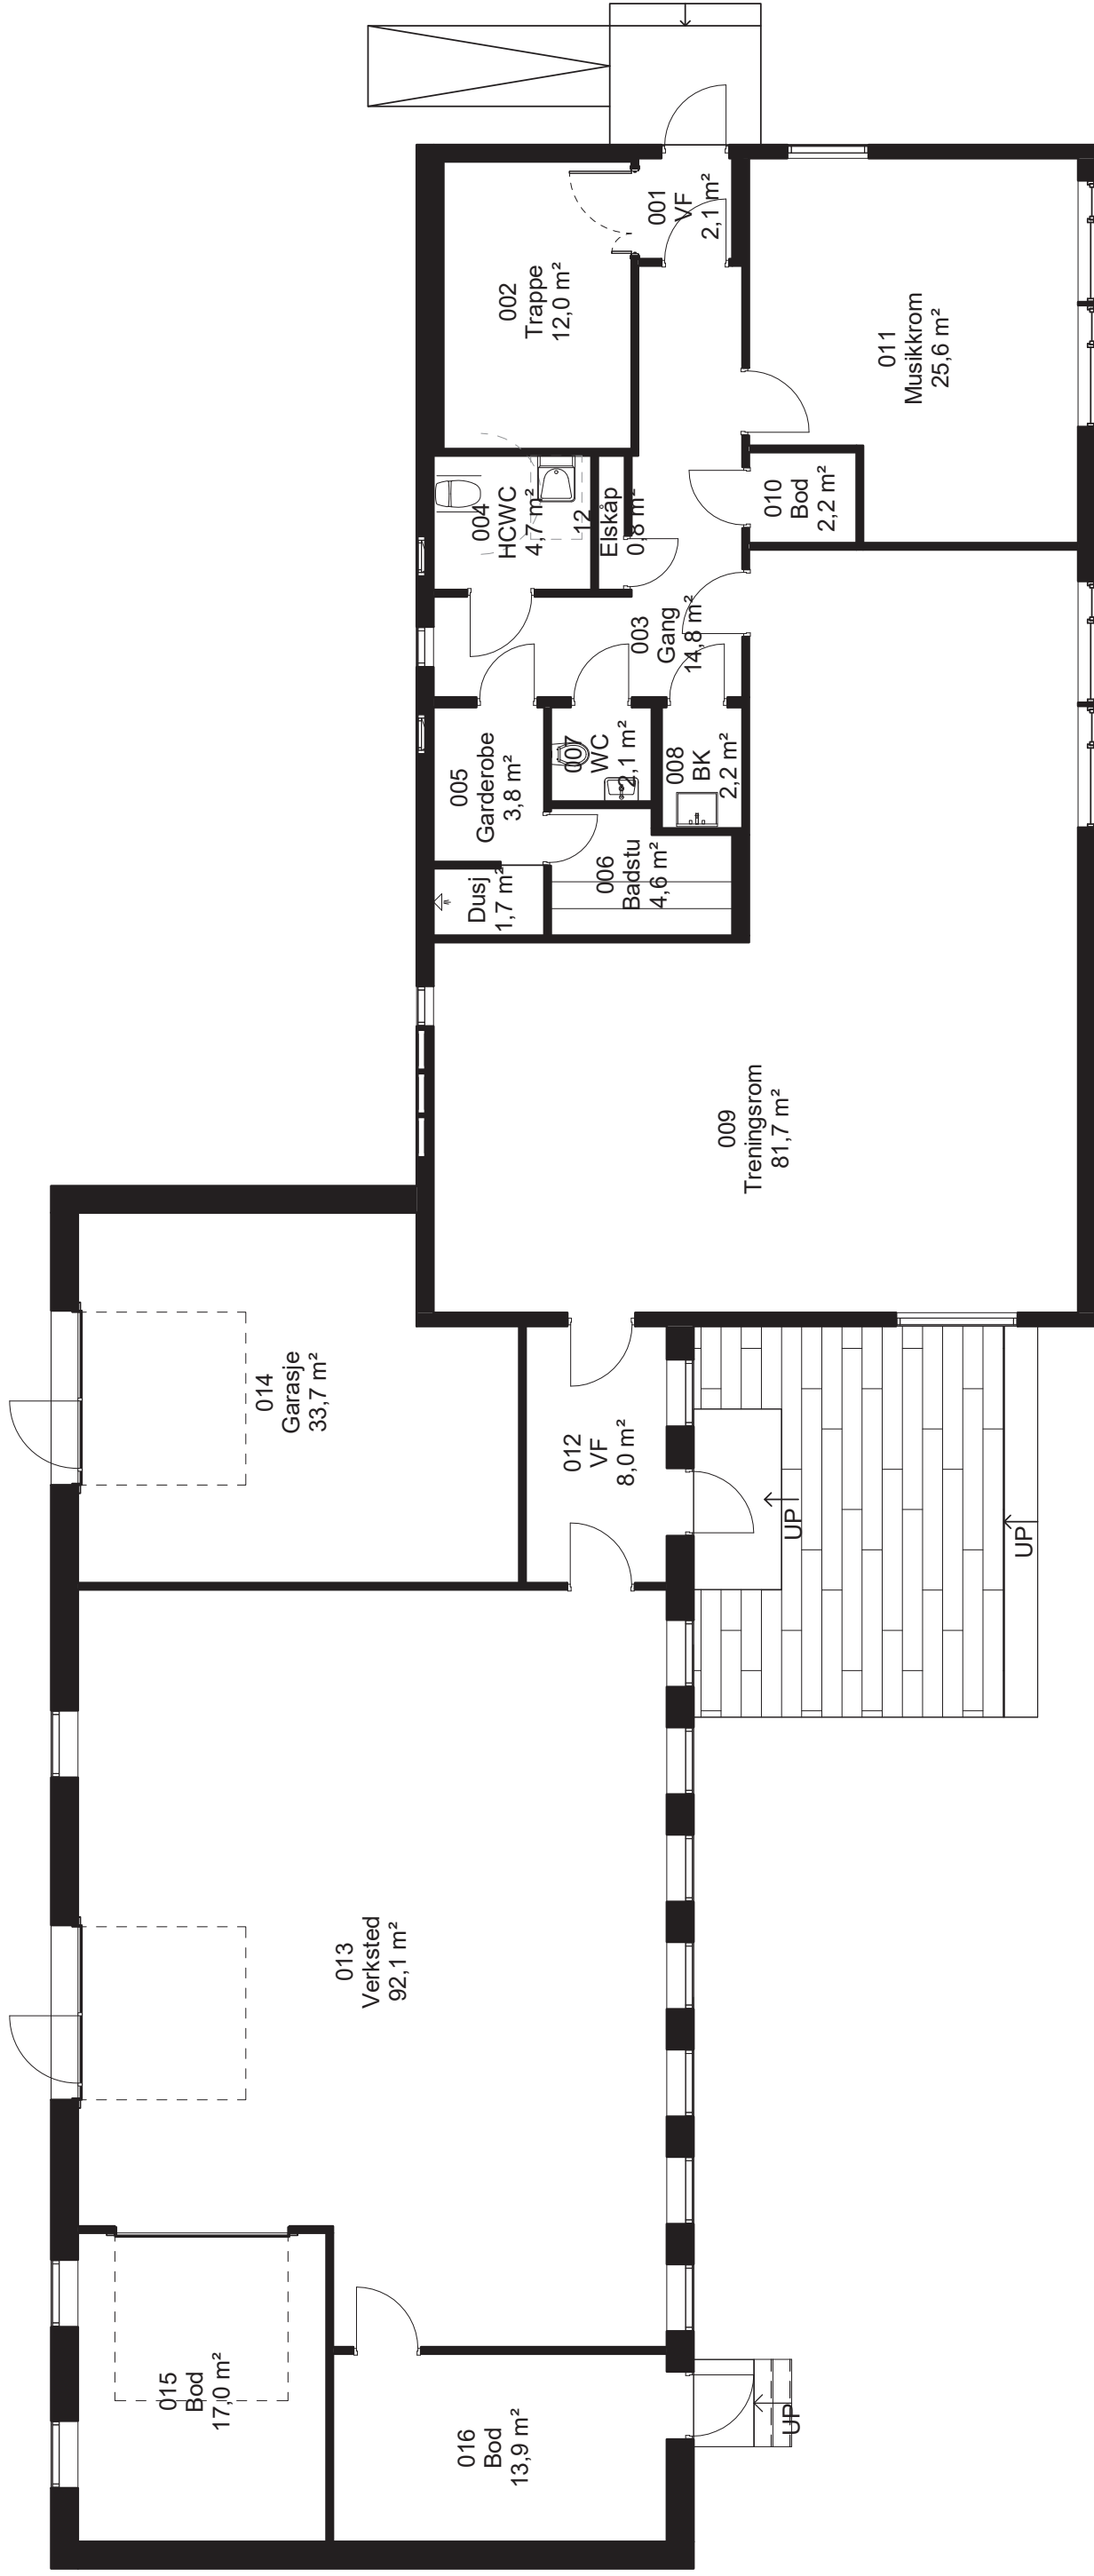 001
VF
2,1 m²
002
Trappe
12,0 m²
011
Musikkrom
25,6 m²
004
HCWC
4,7 m²
12
Elskåp
0,8 m²
010
Bod
2,2 m²
003
Gang
14,8 m²
005
Garderobe
3,8 m²
007
WC
2,1 m²
008
BK
2,2 m²
Dusj
1,7 m²
006
Badstu
4,6 m²
009
Treningsrom
81,7 m²
014
Garasje
33,7 m²
012
VF
8,0 m²
UP
UP
013
Verksted
92,1 m²
015
Bod
17,0 m²
016
Bod
13,9 m²
UP